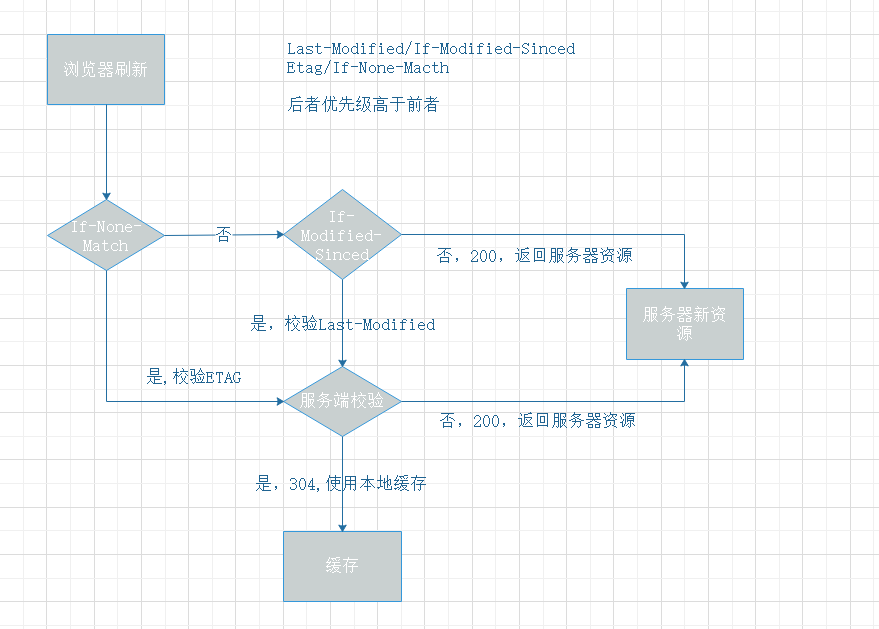 浏览器刷新
Last-Modified/If-Modified-Sinced
Etag/If-None-Macth
后者优先级高于前者
If-None-
Match
否
If-
Modified-
Sinced
否，200，返回服务器资源
服务器新资
源
是，校验Last-Modified
是,校验ETAG
服务端校验
否，200，返回服务器资源
是，304,使用本地缓存
缓存